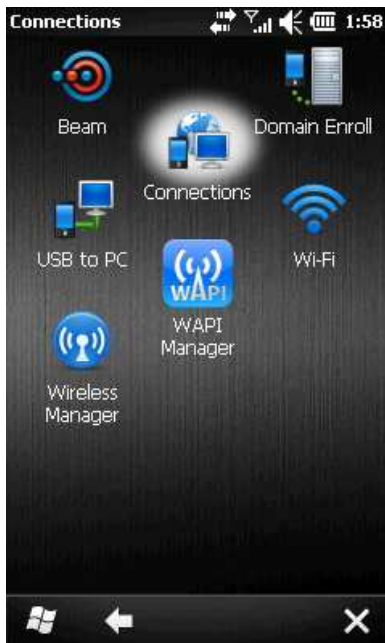 Connections 1:58
Beam
Domain Enroll
Connections
USB to PC
Wi-Fi
WAPI
WAPI
Manager
Wireless
Manager